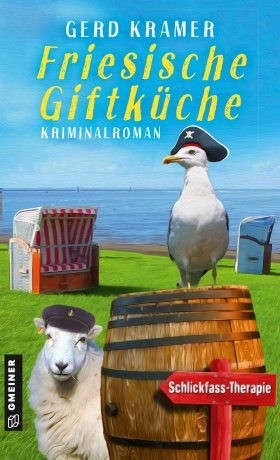 GERD KRAMER
Friesische
Giftküche
KRIMINALROMAN
Schlickfass-Therapie
GMEINER